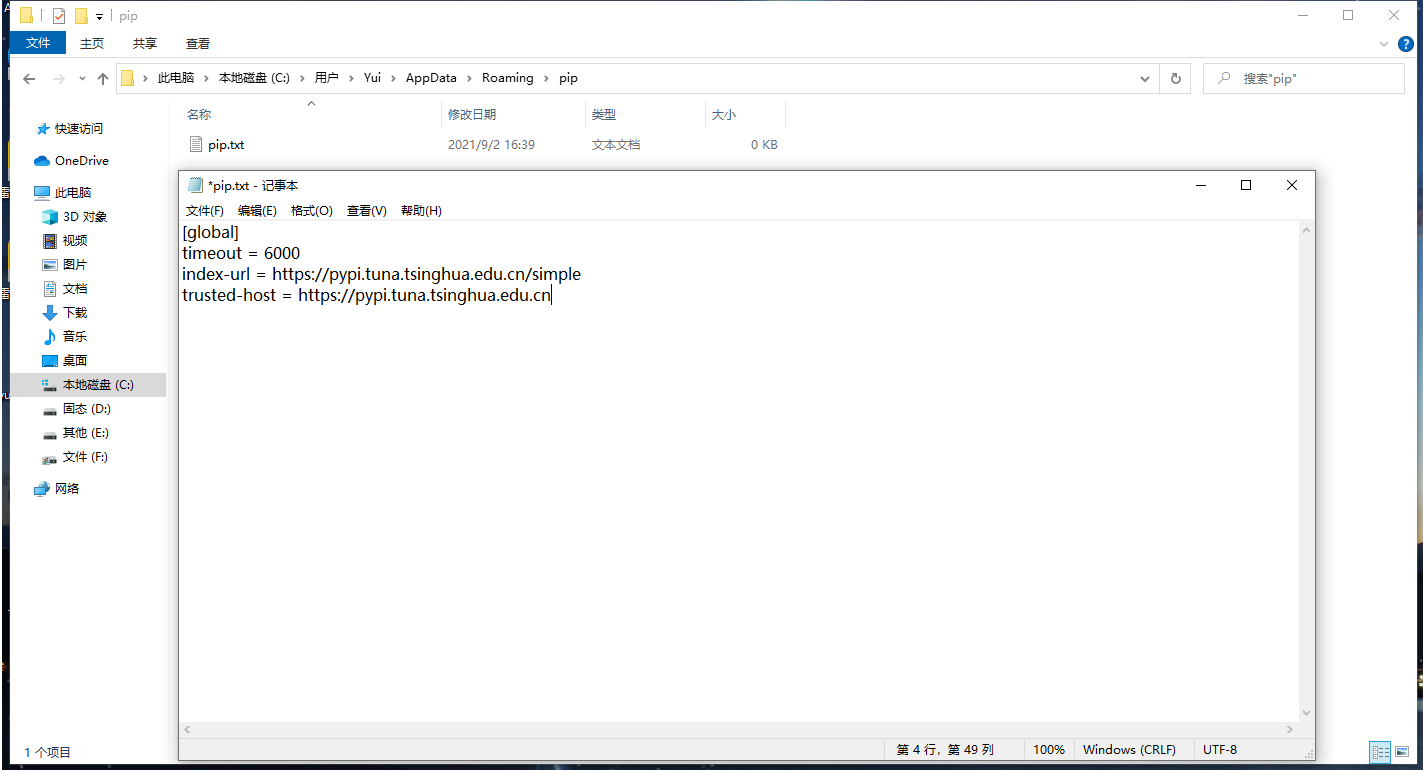 pip
文件 主页 共享 查看
此电脑 本地磁盘 (C:) 用户 Yui AppData Roaming pip
搜索"pip"
名称 修改日期 类型 大小
pip.txt 2021/9/2 16:39 文本文档 0 KB
快速访问
OneDrive
此电脑
3D 对象
视频
图片
文档
下载
音乐
桌面
本地磁盘 (C:)
固态 (D:)
其他 (E:)
文件 (F:)
网络
1 个项目
*pip.txt - 记事本
文件(F) 编辑(E) 格式(O) 查看(V) 帮助(H)
[global]
timeout = 6000
index-url = https://pypi.tuna.tsinghua.edu.cn/simple
trusted-host = https://pypi.tuna.tsinghua.edu.cn
第 4 行，第 49 列 100% Windows (CRLF) UTF-8